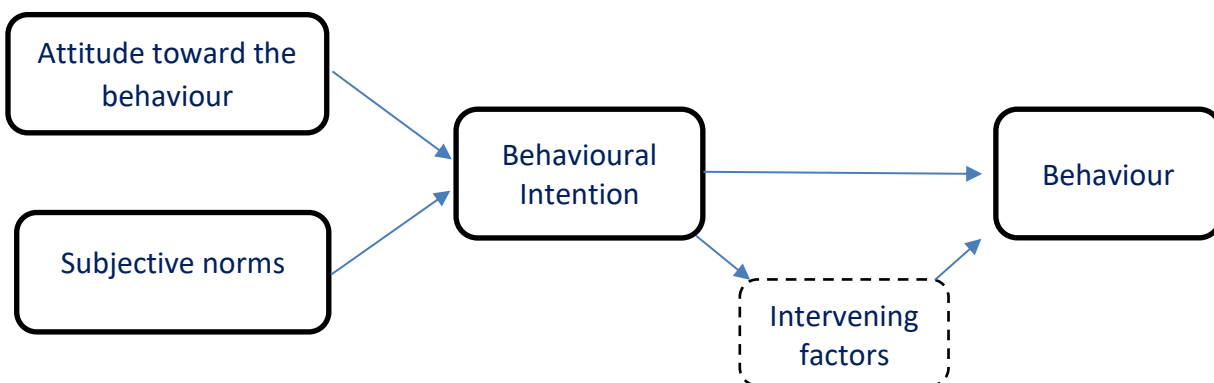 Attitude toward the
behaviour
Subjective norms
Behavioural
Intention
Behaviour
Intervening
factors